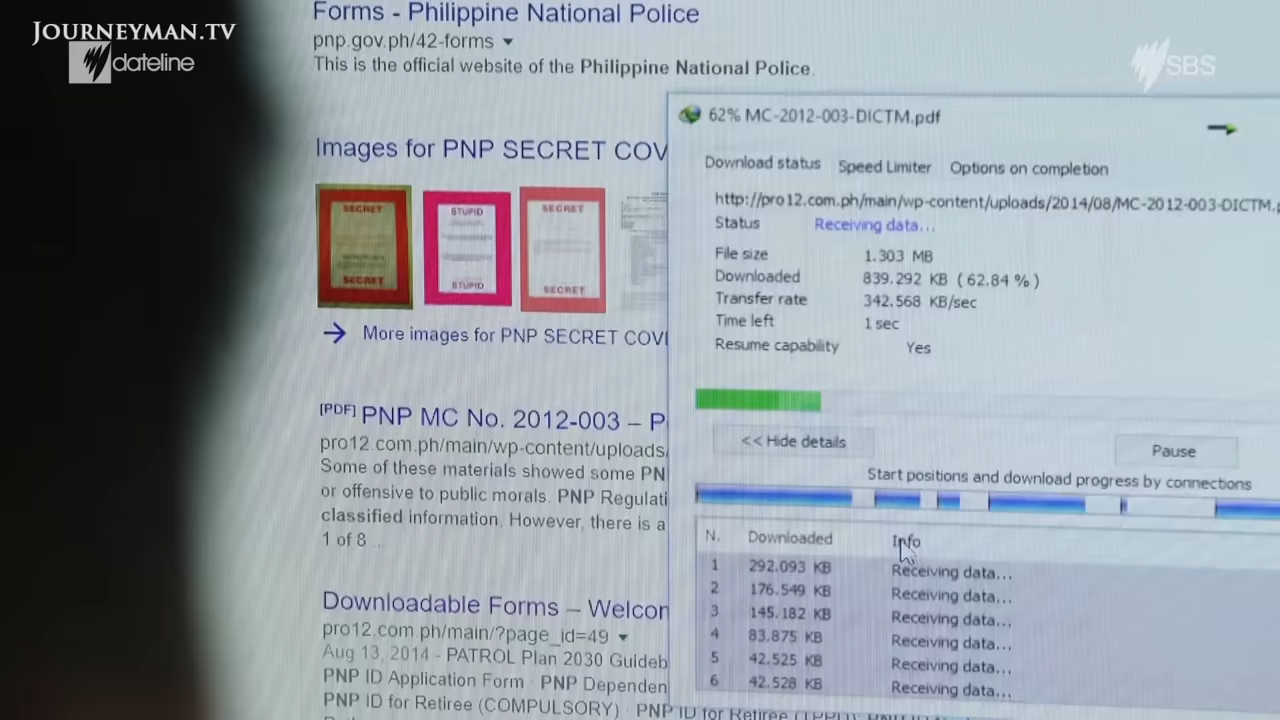 JOURNEYMAN.TV
dateline
SBS
Forms - Philippine National Police
pnp.gov.ph/42-forms
This is the official website of the Philippine National Police.
Images for PNP SECRET COV
SECRET
SECRET
STUPID
STUPID
SECRET
SECRET
More images for PNP SECRET COV
[PDF] PNP MC No. 2012-003 – P
pro12.com.ph/main/wp-content/uploads/
Some of these materials showed some PN
or offensive to public morals. PNP Regulati
classified information. However, there is a
1 of 8 ...
Downloadable Forms – Welcon
pro12.com.ph/main/?page_id=49
Aug 13, 2014 - PATROL Plan 2030 Guideb
PNP ID Application Form · PNP Dependen
PNP ID for Retiree (COMPULSORY) · PNP ID for Retiree
62% MC-2012-003-DICTM.pdf
Download status Speed Limiter Options on completion
http://pro12.com.ph/main/wp-content/uploads/2014/08/MC-2012-003-DICTM.p
Status Receiving data...
File size 1.303 MB
Downloaded 839.292 KB ( 62.84 % )
Transfer rate 342.568 KB/sec
Time left 1 sec
Resume capability Yes
<< Hide details
Pause
Start positions and download progress by connections
N. Downloaded Info
1 292.093 KB Receiving data...
2 176.549 KB Receiving data...
3 145.182 KB Receiving data...
4 83.875 KB Receiving data...
5 42.525 KB Receiving data...
6 42.528 KB Receiving data...